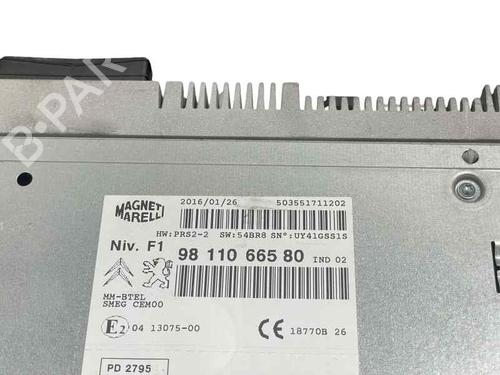 B-PARTS
MAGNETI
MARELLI
2016/01/26 503551711202
HW:PRS2-2 SW:54BR8 SN°:UY41GSS1S
Niv. F1 98 110 665 80 IND 02
MM-BTEL
SMEG CEM00
E2 04 13075-00 CE 18770B 26
PD 2795